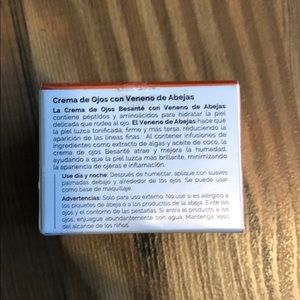 Crema de Ojos con Veneno de Abejas
La Crema de Ojos Besanté con Veneno de Abejas
contiene péptidos y aminoácidos para hidratar la piel
delicada que rodea al ojo. El Veneno de Abejas hace que
la piel luzca tonificada, firme y más tersa, reduciendo la
aparición de las líneas finas. Al contener infusiones de
ingredientes como extracto de algas y aceite de coco, la
crema de ojos Besanté atrae y mejora la humedad,
ayudando a que la piel luzca más brillante, minimizando
la apariencia de ojeras e inflamación.
Use día y noche: Después de humectar, aplique con suaves
palmadas debajo y alrededor de los ojos. Se puede usar
como base de maquillaje.
Advertencias: Solo para uso externo. No use si es alérgico a
los piquetes de abeja o a los productos de abeja. Evite los
ojos y el contorno de las pestañas. Si entra el producto a los
ojos, enjuague abundantemente con agua. Mantenga lejos
del alcance de los niños.